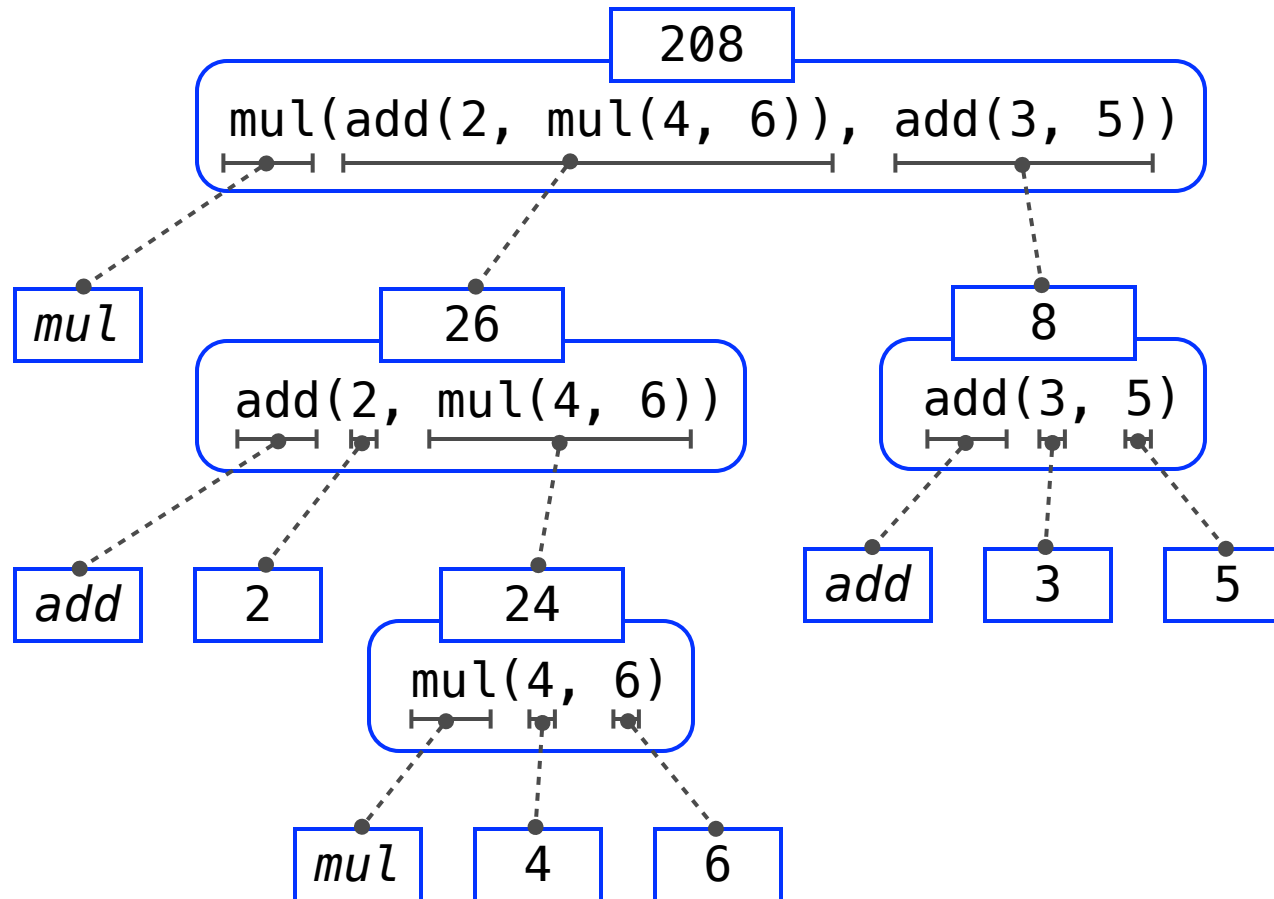 208
mul(add(2, mul(4, 6)), add(3, 5))
mul
26
8
add(2, mul(4, 6))
add(3, 5)
add
2
24
add
3
5
mul(4, 6)
mul
4
6